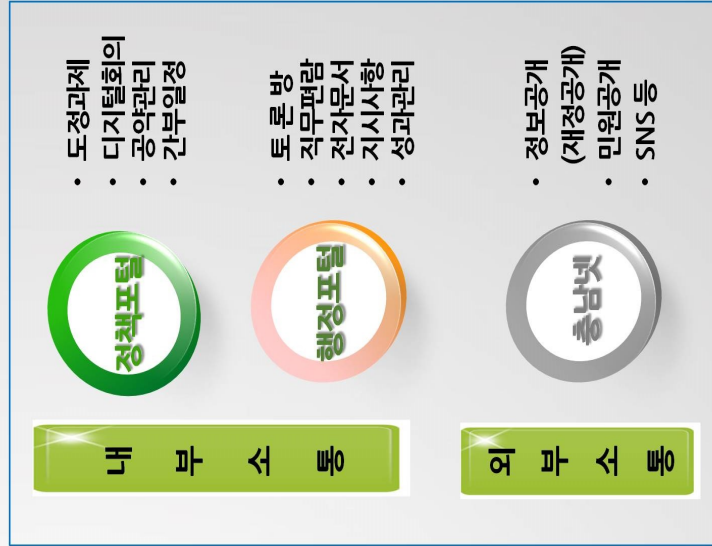 내 부 소 통
정책포털
• 도정과제
• 디지털회의
• 공약관리
• 간부일정
행정포털
• 토 론 방
• 직무편람
• 전자문서
• 지시사항
• 성과관리
외 부 소 통
충남넷
• 정보공개
(재정공개)
• 민원공개
• SNS 등